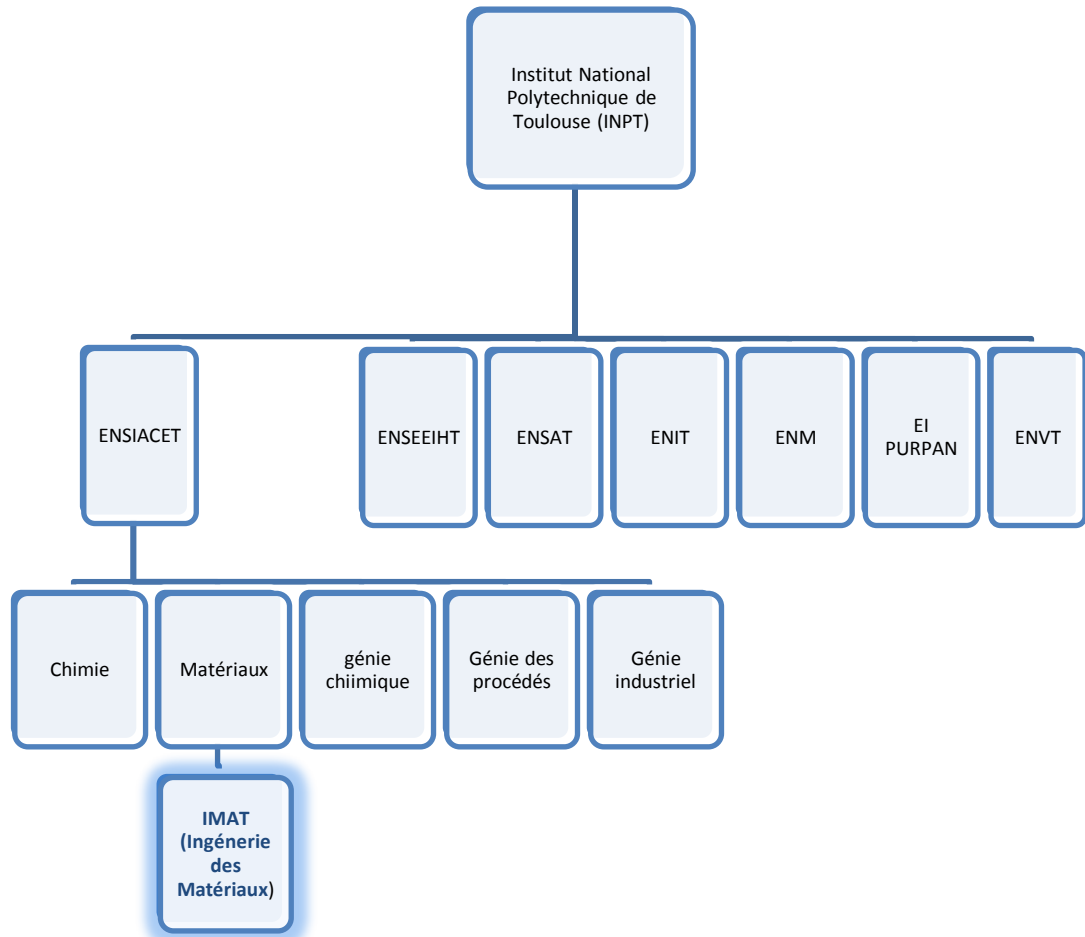 Institut National
Polytechnique de
Toulouse (INPT)
ENSIACET
ENSEEIHT
ENSAT
ENIT
ENM
EI
PURPAN
ENVT
Chimie
Matériaux
génie
chiimique
Génie des
procédés
Génie
industriel
IMAT
(Ingénerie
des
Matériaux)